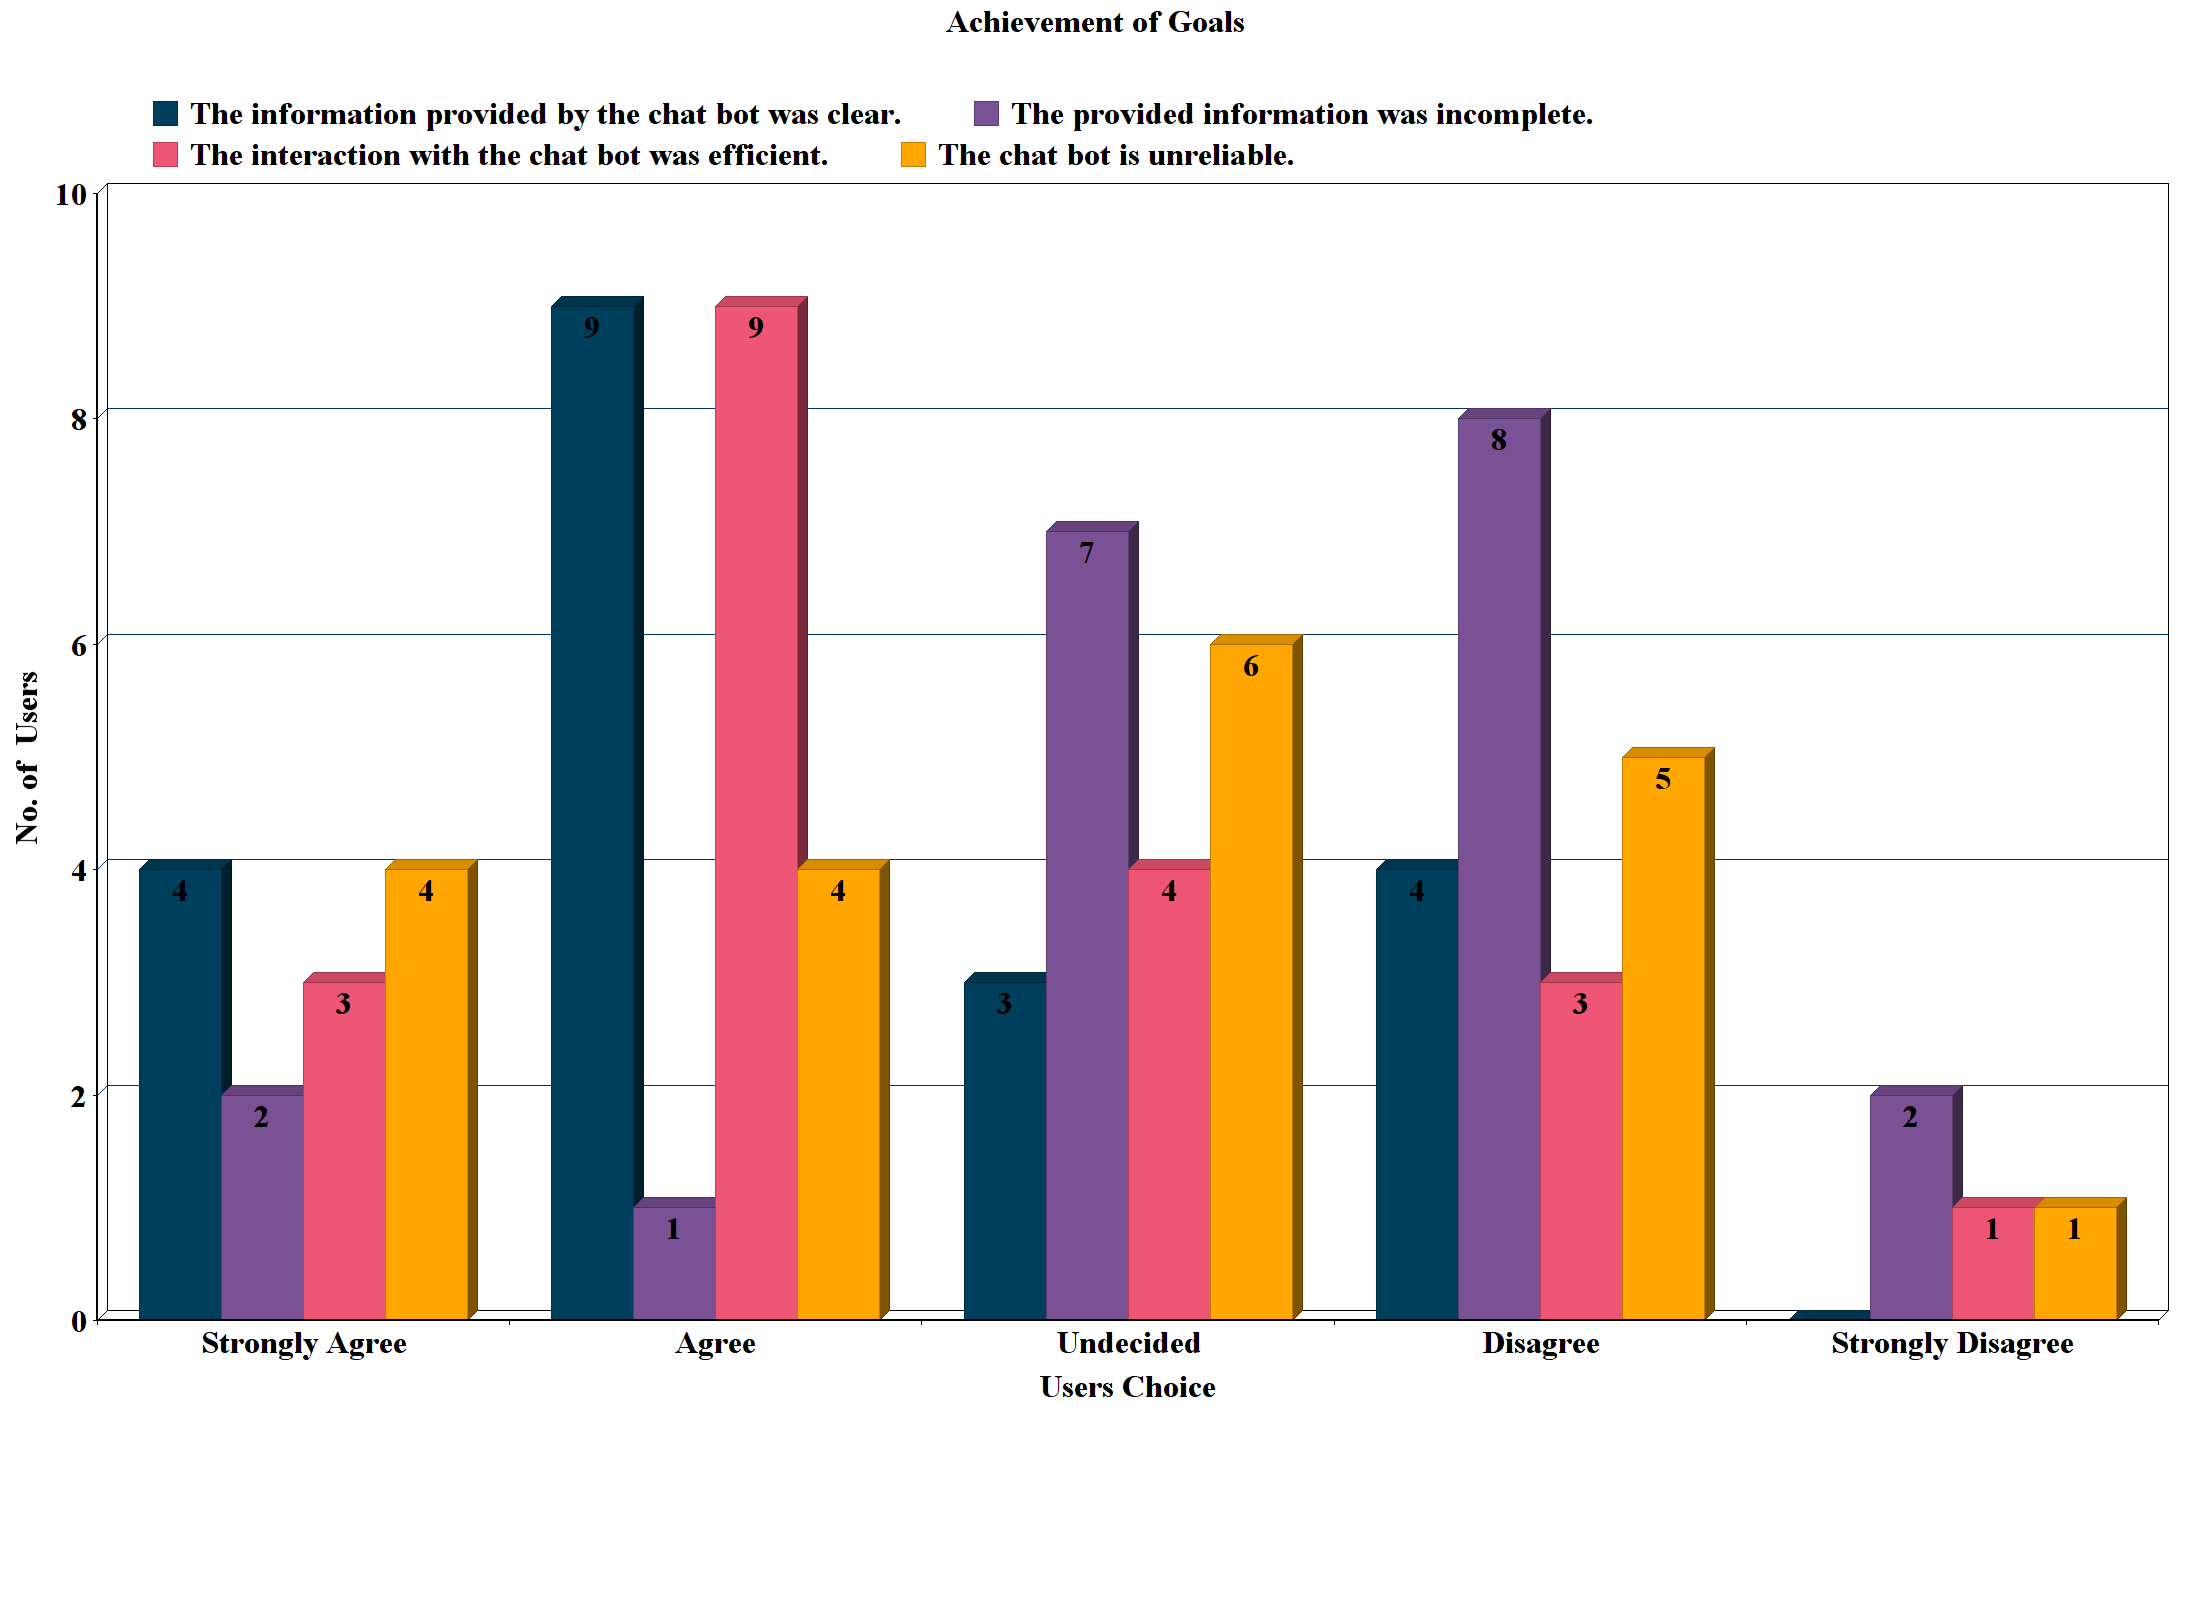 Achievement of Goals
The information provided by the chat bot was clear. The provided information was incomplete.
The interaction with the chat bot was efficient. The chat bot is unreliable.
10
8
6
4
2
0
No. of Users
4 2 3 4
9 1 9 4
3 7 4 6
4 8 3 5
2 1 1
Strongly Agree Agree Undecided Disagree Strongly Disagree
Users Choice